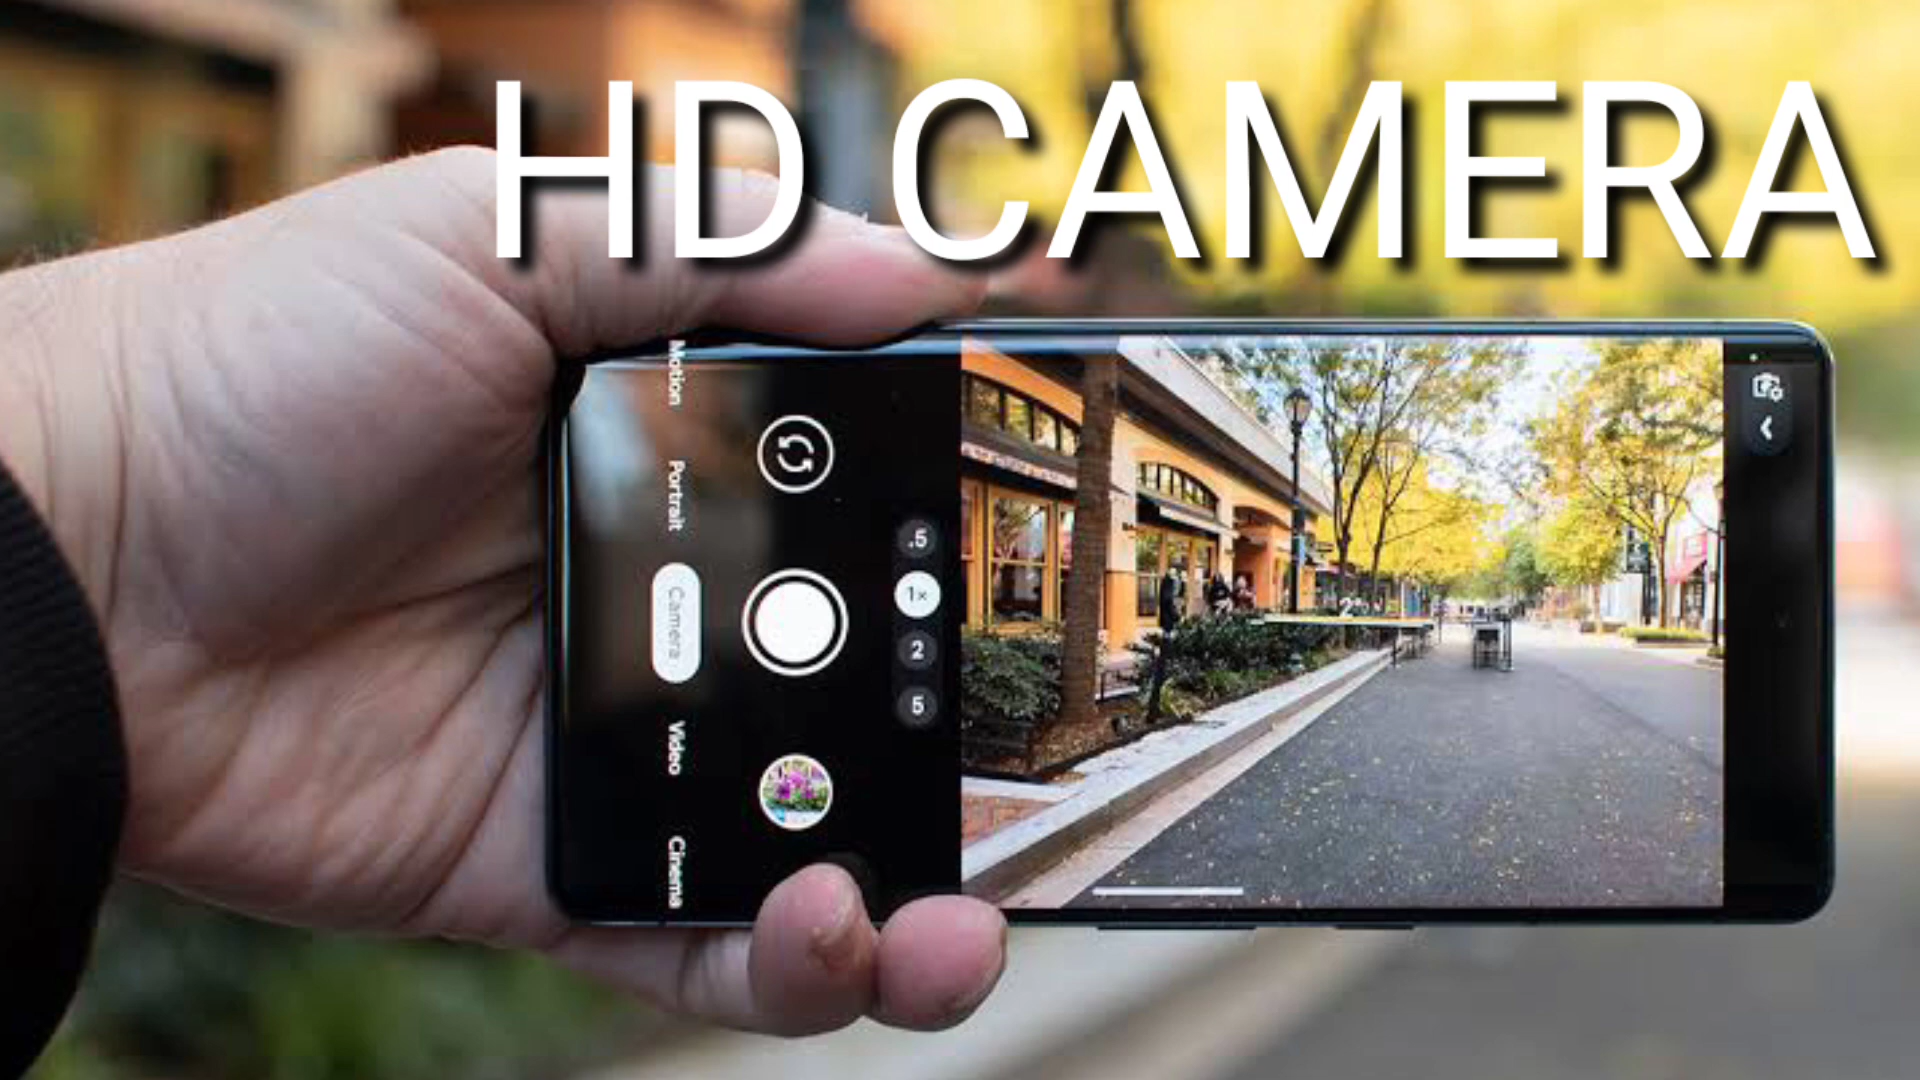 HD CAMERA
Motion
Portrait
Camera
Video
Cinema
.5
1×
2
5